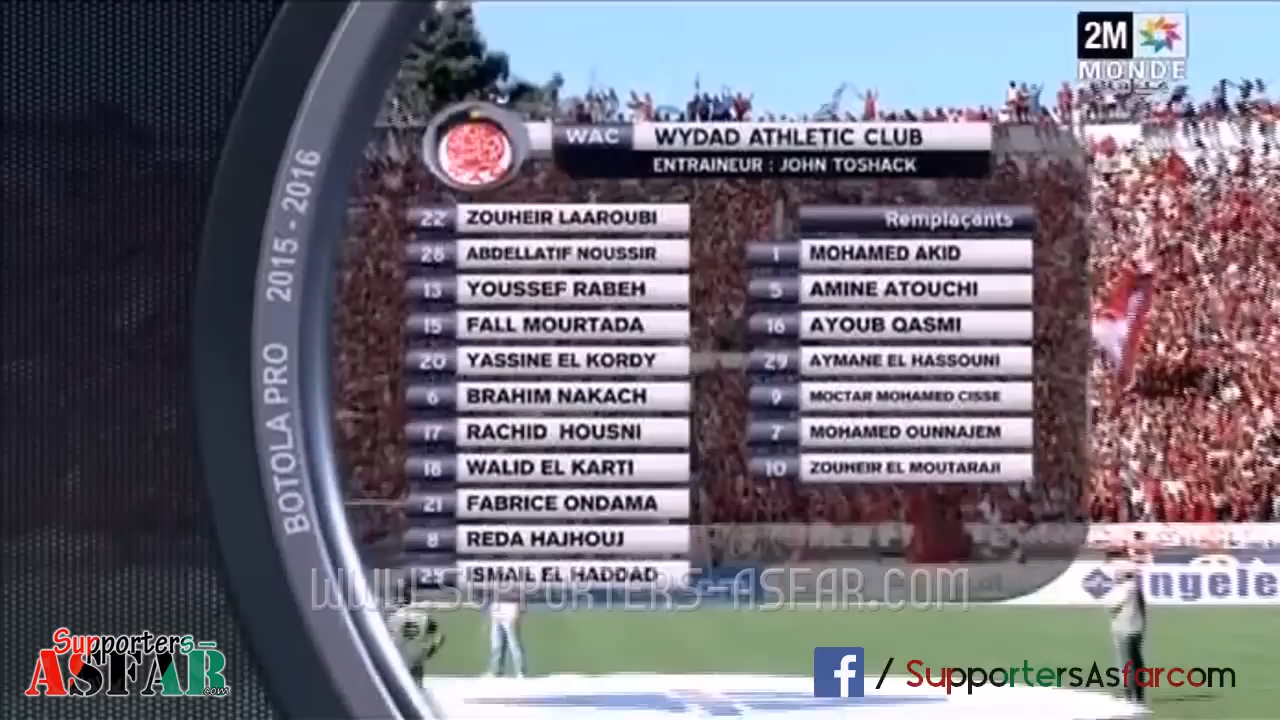 2M
MONDE
WAC WYDAD ATHLETIC CLUB
ENTRAINEUR : JOHN TOSHACK
BOTOLA PRO 2015 - 2016
22 ZOUHEIR LAAROUBI
26 ABDELLATIF NOUSSIR
13 YOUSSEF RABEH
15 FALL MOURTADA
20 YASSINE EL KORDY
6 BRAHIM NAKACH
17 RACHID HOUSNI
18 WALID EL KARTI
21 FABRICE ONDAMA
8 REDA HAJHOUJ
25 ISMAIL EL HADDAD
Remplaçants
1 MOHAMED AKID
5 AMINE ATOUCHI
16 AYOUB QASMI
29 AYMANE EL HASSOUNI
9 MOCTAR MOHAMED CISSE
7 MOHAMED OUNNAJEM
10 ZOUHEIR EL MOUTARAJI
WWW.SUPPORTERS-ASFAR.COM
ingele
Supporters-
ASFAR
.com
f / SupportersAsfarcom